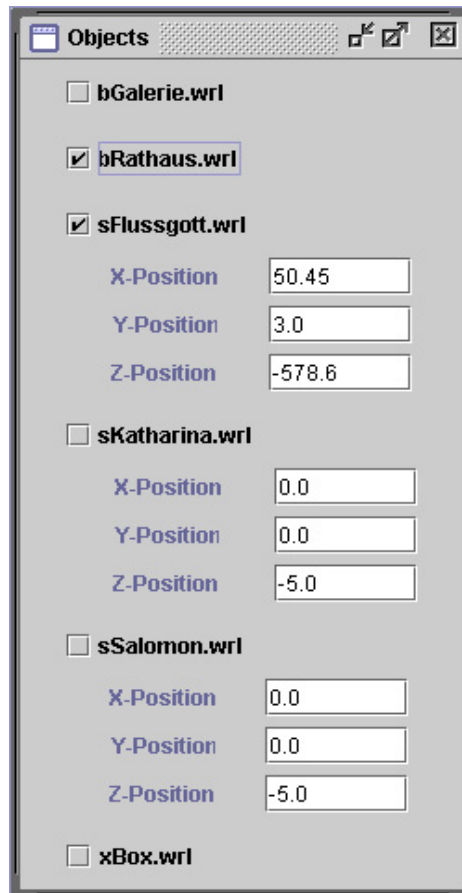 Objects
bGalerie.wrl
bRathaus.wrl
sFlussgott.wrl
X-Position 50.45
Y-Position 3.0
Z-Position -578.6
sKatharina.wrl
X-Position 0.0
Y-Position 0.0
Z-Position -5.0
sSalomon.wrl
X-Position 0.0
Y-Position 0.0
Z-Position -5.0
xBox.wrl